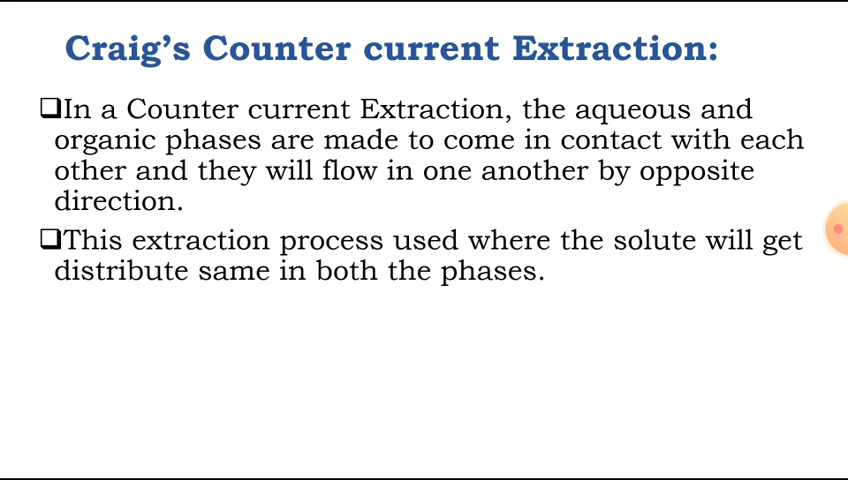 Craig's Counter current Extraction:
❑In a Counter current Extraction, the aqueous and
organic phases are made to come in contact with each
other and they will flow in one another by opposite
direction.
❑This extraction process used where the solute will get
distribute same in both the phases.